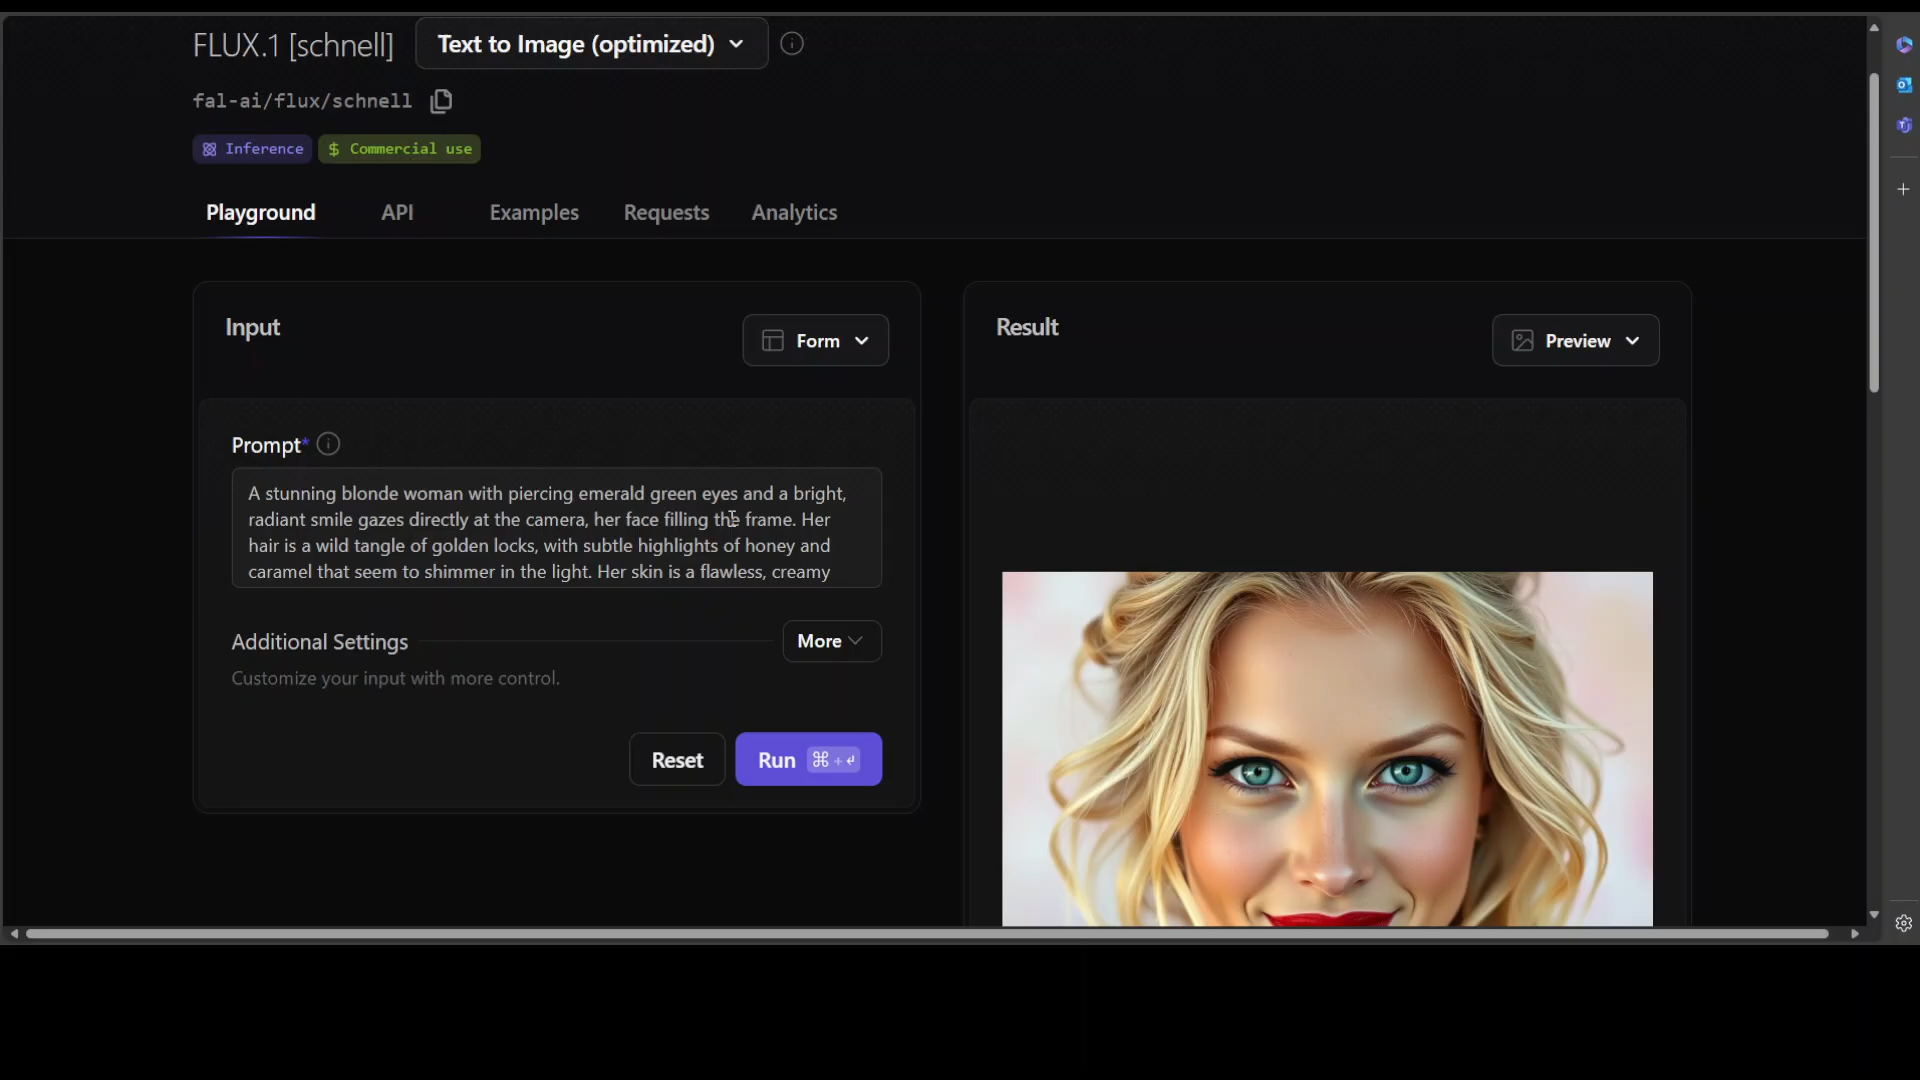 FLUX.1 [schnell]
Text to Image (optimized)
fal-ai/flux/schnell
Inference
$ Commercial use
Playground
API
Examples
Requests
Analytics
Input
Form
Result
Preview
Prompt*
A stunning blonde woman with piercing emerald green eyes and a bright,
radiant smile gazes directly at the camera, her face filling the frame. Her
hair is a wild tangle of golden locks, with subtle highlights of honey and
caramel that seem to shimmer in the light. Her skin is a flawless, creamy
Additional Settings
More
Customize your input with more control.
Reset
Run ⌘ + ↵